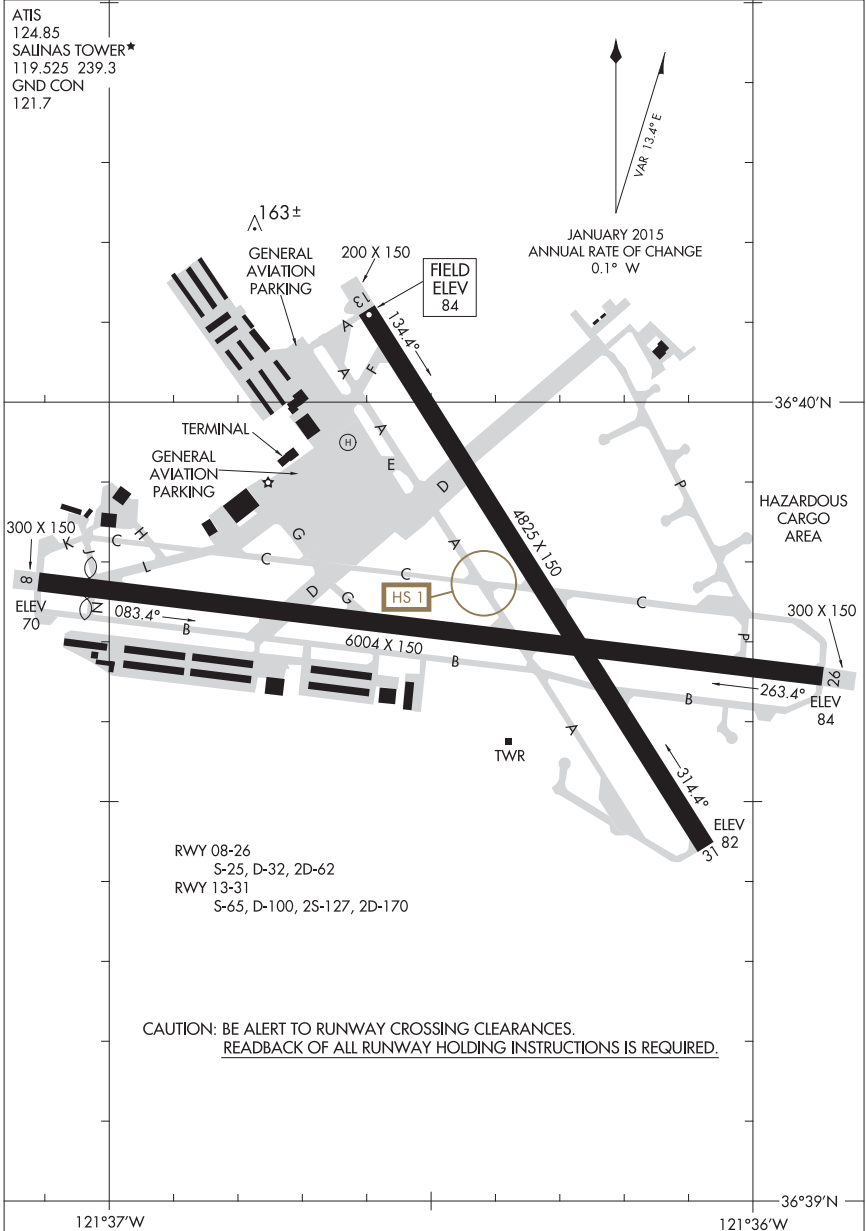 ATIS
124.85
SALINAS TOWER★
119.525 239.3
GND CON
121.7
VAR 13.4° E
JANUARY 2015
ANNUAL RATE OF CHANGE
0.1° W
163±
GENERAL
AVIATION
PARKING
200 X 150
FIELD
ELEV
84
13
134.4°
A
A
F
36°40'N
TERMINAL
GENERAL
AVIATION
PARKING
H
A
E
D
P
HAZARDOUS
CARGO
AREA
4825 X 150
300 X 150
K
J
C
H
L
G
C
D
G
C
A
HS 1
C
P
300 X 150
8
ELEV
70
N
083.4°
B
6004 X 150
B
263.4°
26
ELEV
84
B
A
TWR
314.4°
ELEV
82
31
RWY 08-26
S-25, D-32, 2D-62
RWY 13-31
S-65, D-100, 2S-127, 2D-170
CAUTION: BE ALERT TO RUNWAY CROSSING CLEARANCES.
READBACK OF ALL RUNWAY HOLDING INSTRUCTIONS IS REQUIRED.
36°39'N
121°37'W
121°36'W